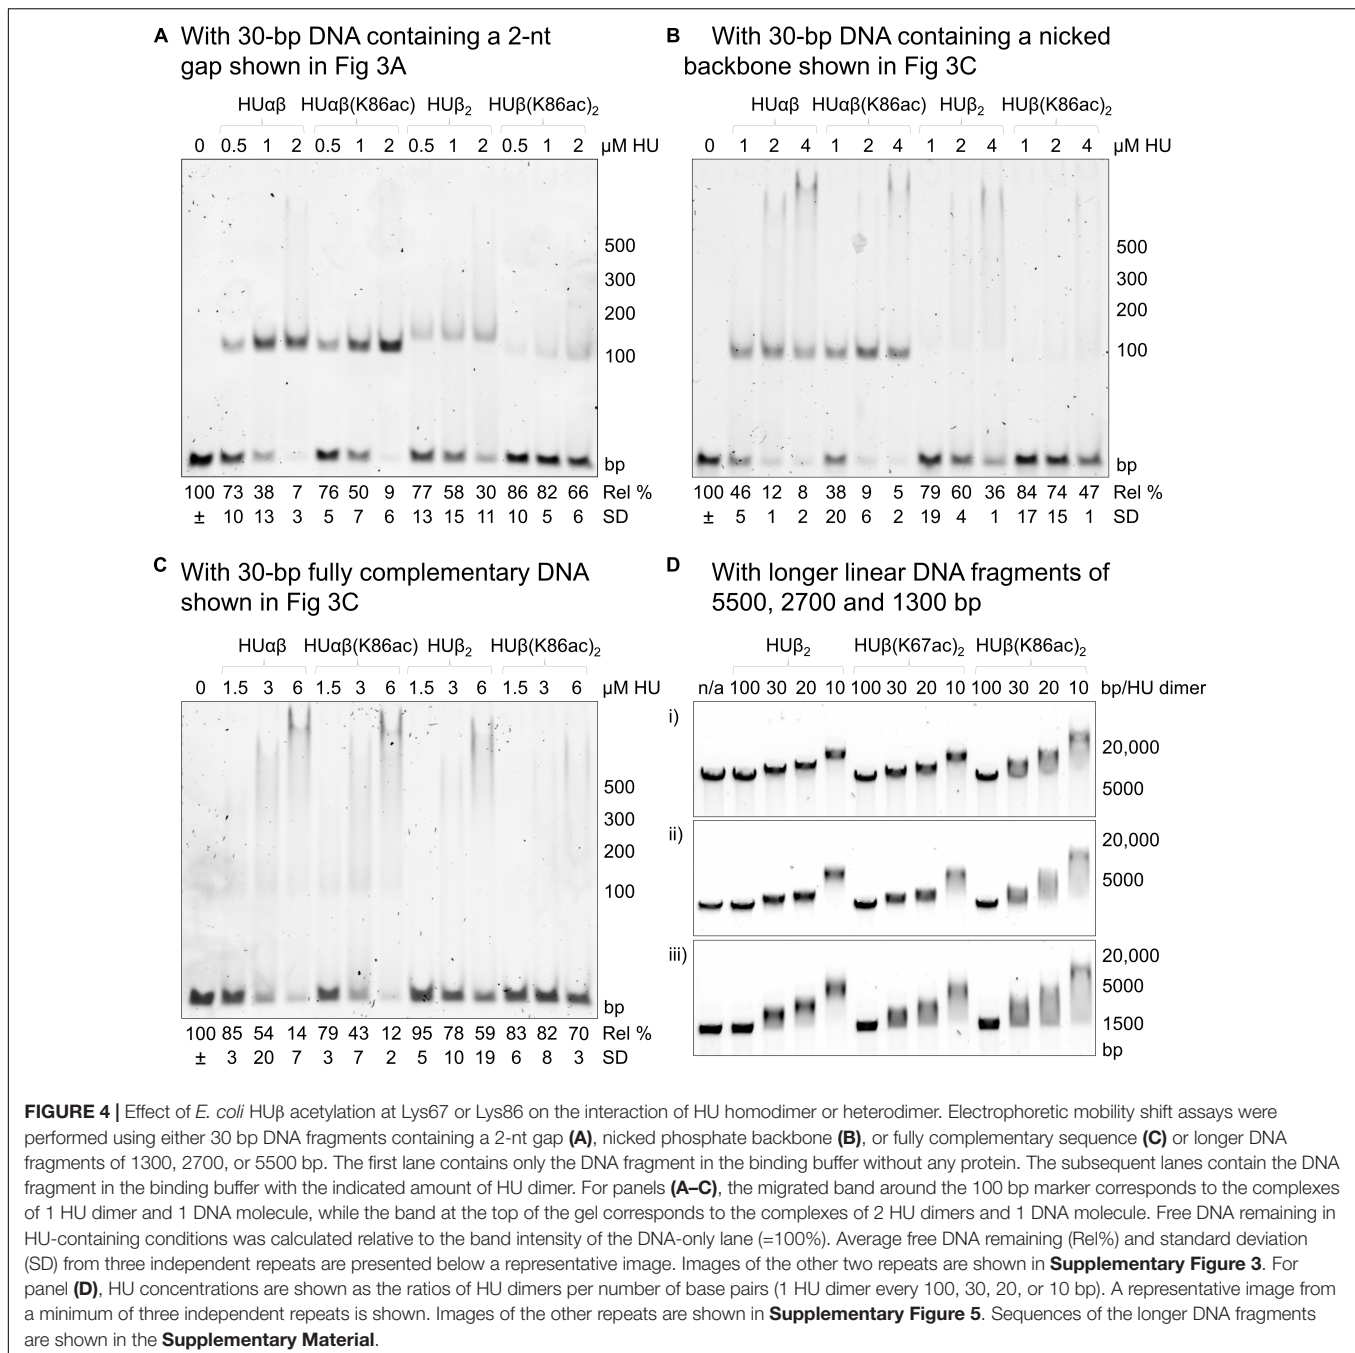 A With 30-bp DNA containing a 2-nt
gap shown in Fig 3A
HUαβ HUαβ(K86ac) HUβ2 HUβ(K86ac)2
0 0.5 1 2 0.5 1 2 0.5 1 2 0.5 1 2 µM HU
500
300
200
100
bp
100 73 38 7 76 50 9 77 58 30 86 82 66 Rel %
± 10 13 3 5 7 6 13 15 11 10 5 6 SD
B With 30-bp DNA containing a nicked
backbone shown in Fig 3C
HUαβ HUαβ(K86ac) HUβ2 HUβ(K86ac)2
0 1 2 4 1 2 4 1 2 4 1 2 4 µM HU
500
300
200
100
bp
100 46 12 8 38 9 5 79 60 36 84 74 47 Rel %
± 5 1 2 20 6 2 19 4 1 17 15 1 SD
C With 30-bp fully complementary DNA
shown in Fig 3C
HUαβ HUαβ(K86ac) HUβ2 HUβ(K86ac)2
0 1.5 3 6 1.5 3 6 1.5 3 6 1.5 3 6 µM HU
500
300
200
100
bp
100 85 54 14 79 43 12 95 78 59 83 82 70 Rel %
± 3 20 7 3 7 2 5 10 19 6 8 3 SD
D With longer linear DNA fragments of
5500, 2700 and 1300 bp
HUβ2 HUβ(K67ac)2 HUβ(K86ac)2
n/a 100 30 20 10 100 30 20 10 100 30 20 10 bp/HU dimer
i)
20,000
5000
ii)
20,000
5000
iii)
20,000
5000
1500
bp
FIGURE 4 | Effect of E. coli HUβ acetylation at Lys67 or Lys86 on the interaction of HU homodimer or heterodimer. Electrophoretic mobility shift assays were
performed using either 30 bp DNA fragments containing a 2-nt gap (A), nicked phosphate backbone (B), or fully complementary sequence (C) or longer DNA
fragments of 1300, 2700, or 5500 bp. The first lane contains only the DNA fragment in the binding buffer without any protein. The subsequent lanes contain the DNA
fragment in the binding buffer with the indicated amount of HU dimer. For panels (A–C), the migrated band around the 100 bp marker corresponds to the complexes
of 1 HU dimer and 1 DNA molecule, while the band at the top of the gel corresponds to the complexes of 2 HU dimers and 1 DNA molecule. Free DNA remaining in
HU-containing conditions was calculated relative to the band intensity of the DNA-only lane (=100%). Average free DNA remaining (Rel%) and standard deviation
(SD) from three independent repeats are presented below a representative image. Images of the other two repeats are shown in Supplementary Figure 3. For
panel (D), HU concentrations are shown as the ratios of HU dimers per number of base pairs (1 HU dimer every 100, 30, 20, or 10 bp). A representative image from
a minimum of three independent repeats is shown. Images of the other repeats are shown in Supplementary Figure 5. Sequences of the longer DNA fragments
are shown in the Supplementary Material.